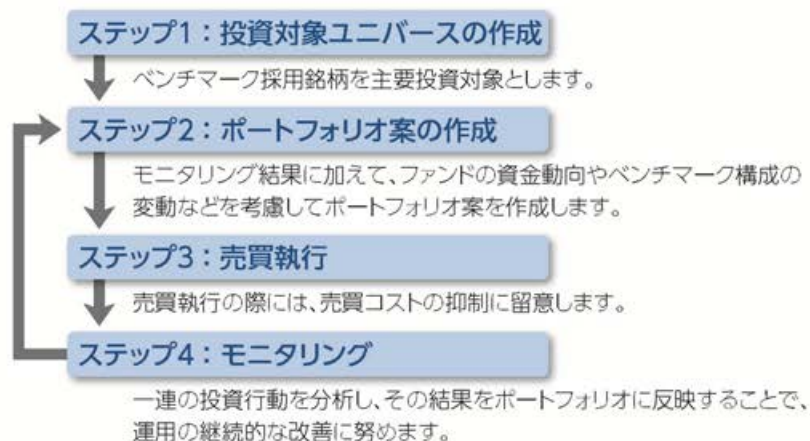 ステップ1：投資対象ユニバースの作成
ベンチマーク採用銘柄を主要投資対象とします。
ステップ2：ポートフォリオ案の作成
モニタリング結果に加えて、ファンドの資金動向やベンチマーク構成の
変動などを考慮してポートフォリオ案を作成します。
ステップ3：売買執行
売買執行の際には、売買コストの抑制に留意します。
ステップ4：モニタリング
一連の投資行動を分析し、その結果をポートフォリオに反映することで、
運用の継続的な改善に努めます。